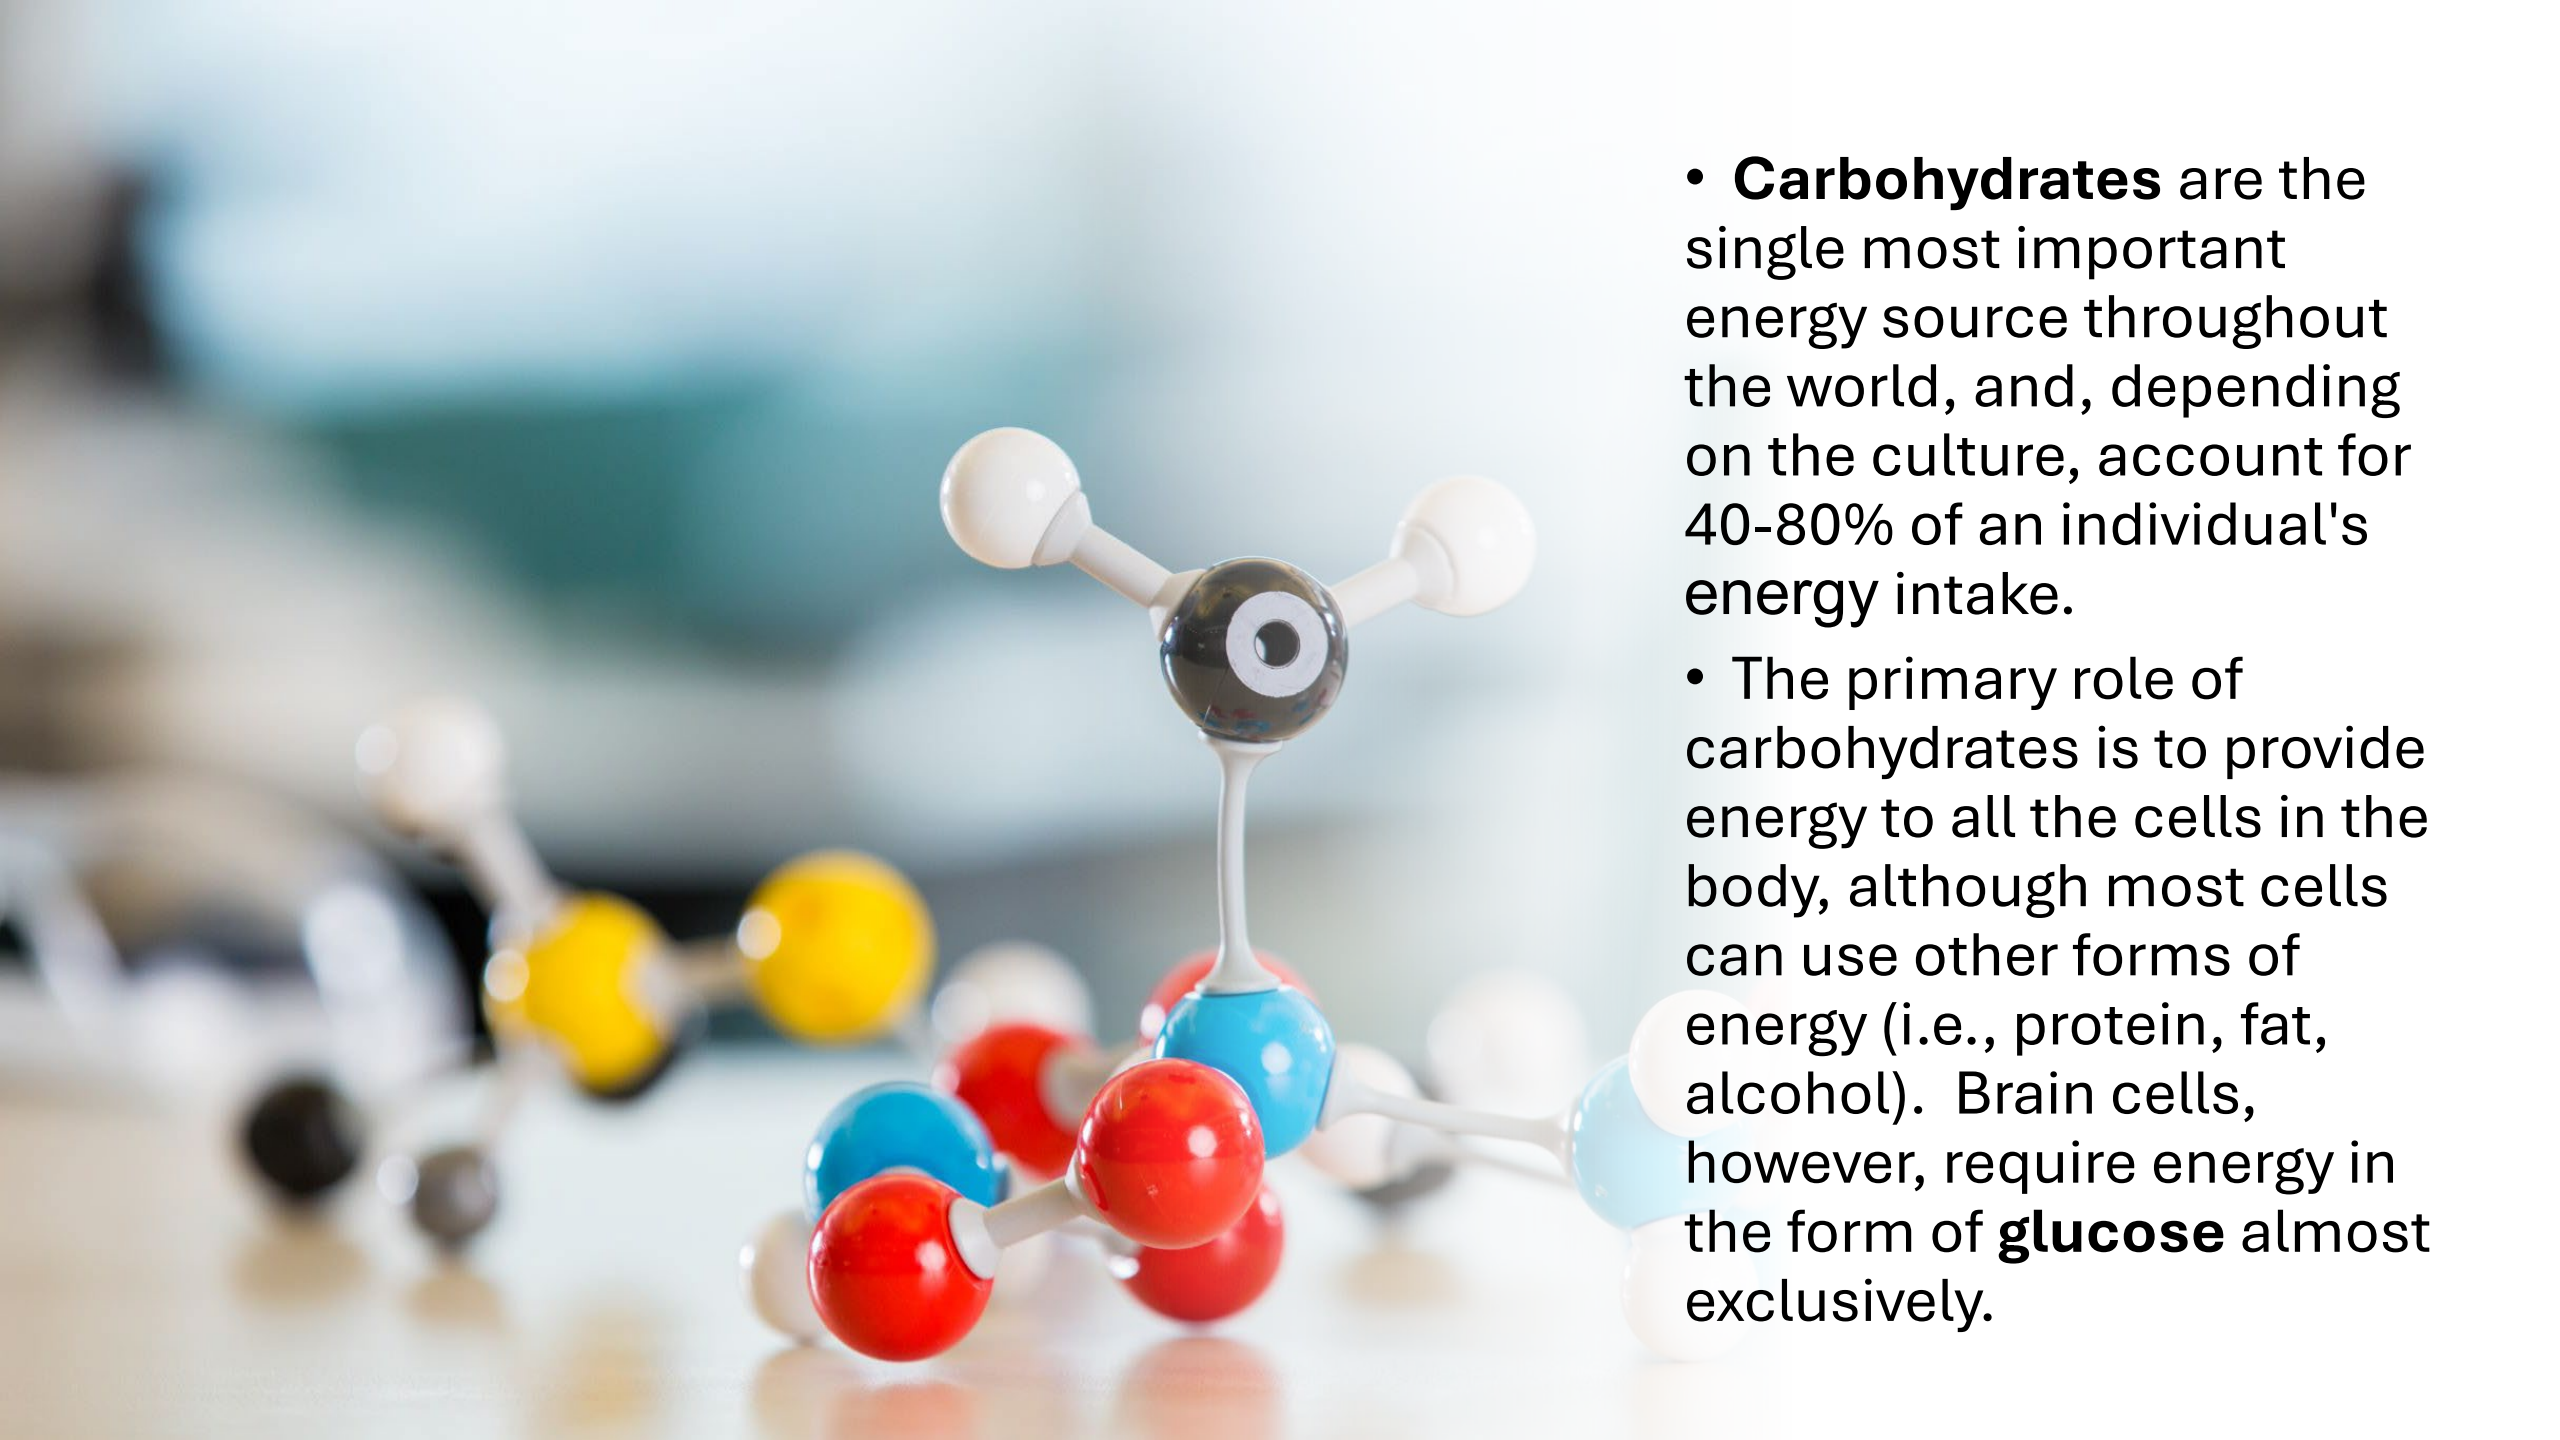 • Carbohydrates are the
single most important
energy source throughout
the world, and, depending
on the culture, account for
40-80% of an individual's
energy intake.
• The primary role of
carbohydrates is to provide
energy to all the cells in the
body, although most cells
can use other forms of
energy (i.e., protein, fat,
alcohol).  Brain cells,
however, require energy in
the form of glucose almost
exclusively.